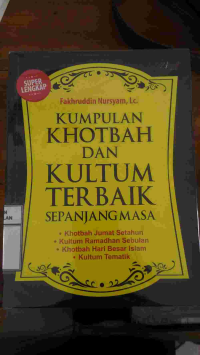 SUPER
LENGKAP
Fakhruddin Nursyam, Lc.
KUMPULAN
KHOTBAH
DAN
KULTUM
TERBAIK
SEPANJANG MASA
• Khotbah Jumat Setahun
• Kultum Ramadhan Sebulan
• Khotbah Hari Besar Islam
• Kultum Tematik